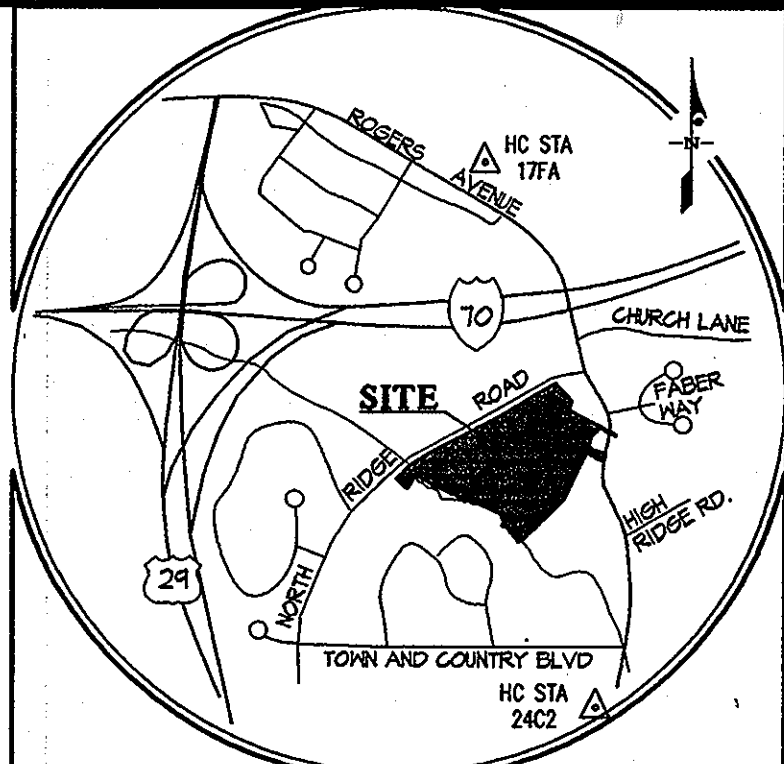 ROGERS
AVENUE
HC STA
17FA
N
70
CHURCH LANE
SITE
ROAD
FABER
WAY
RIDGE
HIGH
RIDGE RD.
29
NORTH
TOWN AND COUNTRY BLVD
HC STA
24C2